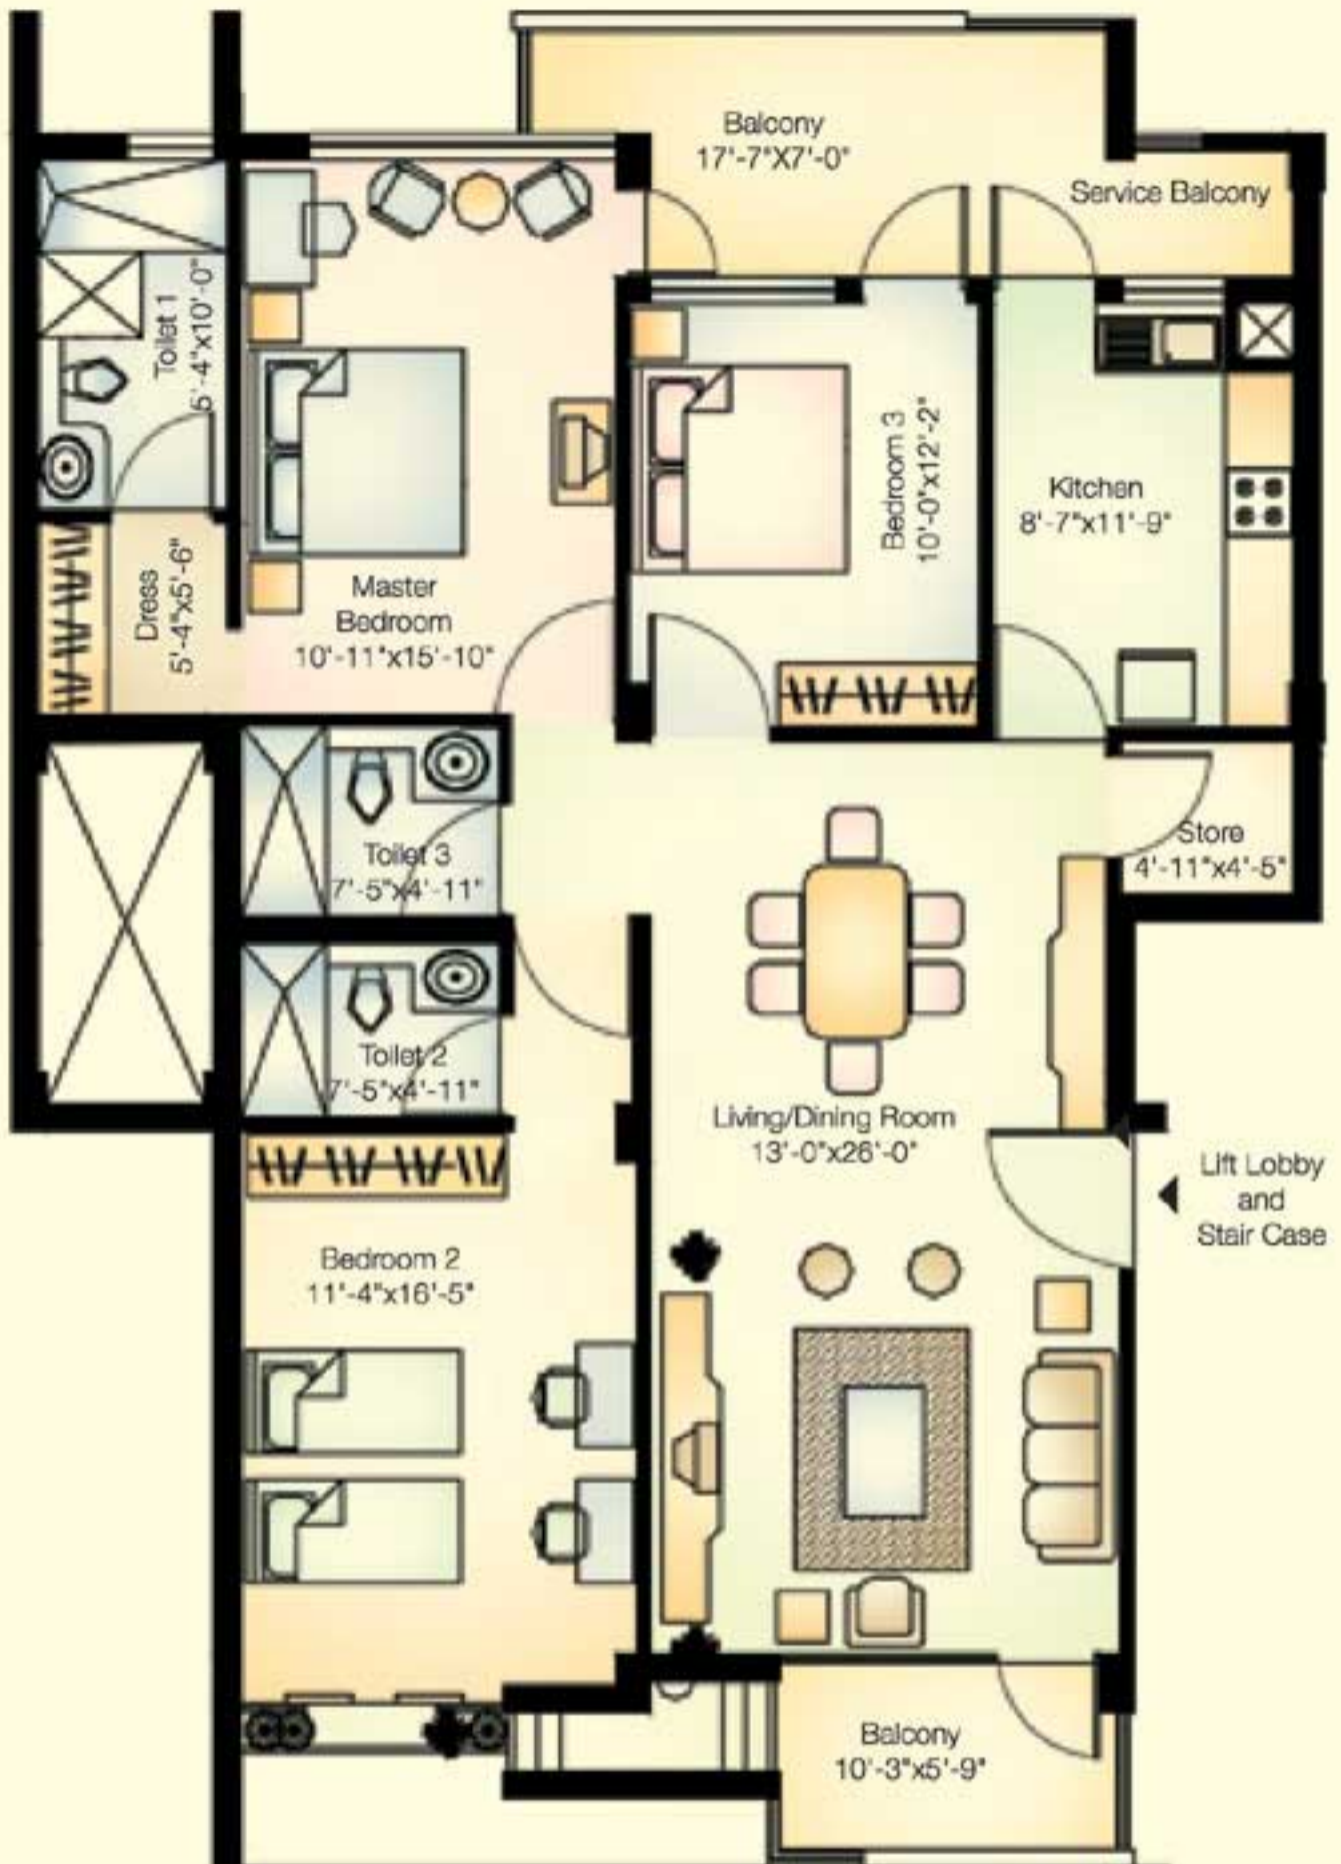 Balcony
17'-7"X7'-0"
Service Balcony
Toilet 1
5'-4"x10'-0"
Bedroom 3
10'-0"x12'-2"
Kitchen
8'-7"x11'-9"
Dress
5'-4"x5'-6"
Master
Bedroom
10'-11"x15'-10"
Store
4'-11"x4'-5"
Toilet 3
7'-5"x4'-11"
Toilet 2
7'-5"x4'-11"
Living/Dining Room
13'-0"x26'-0"
Lift Lobby
and
Stair Case
Bedroom 2
11'-4"x16'-5"
Balcony
10'-3"x5'-9"